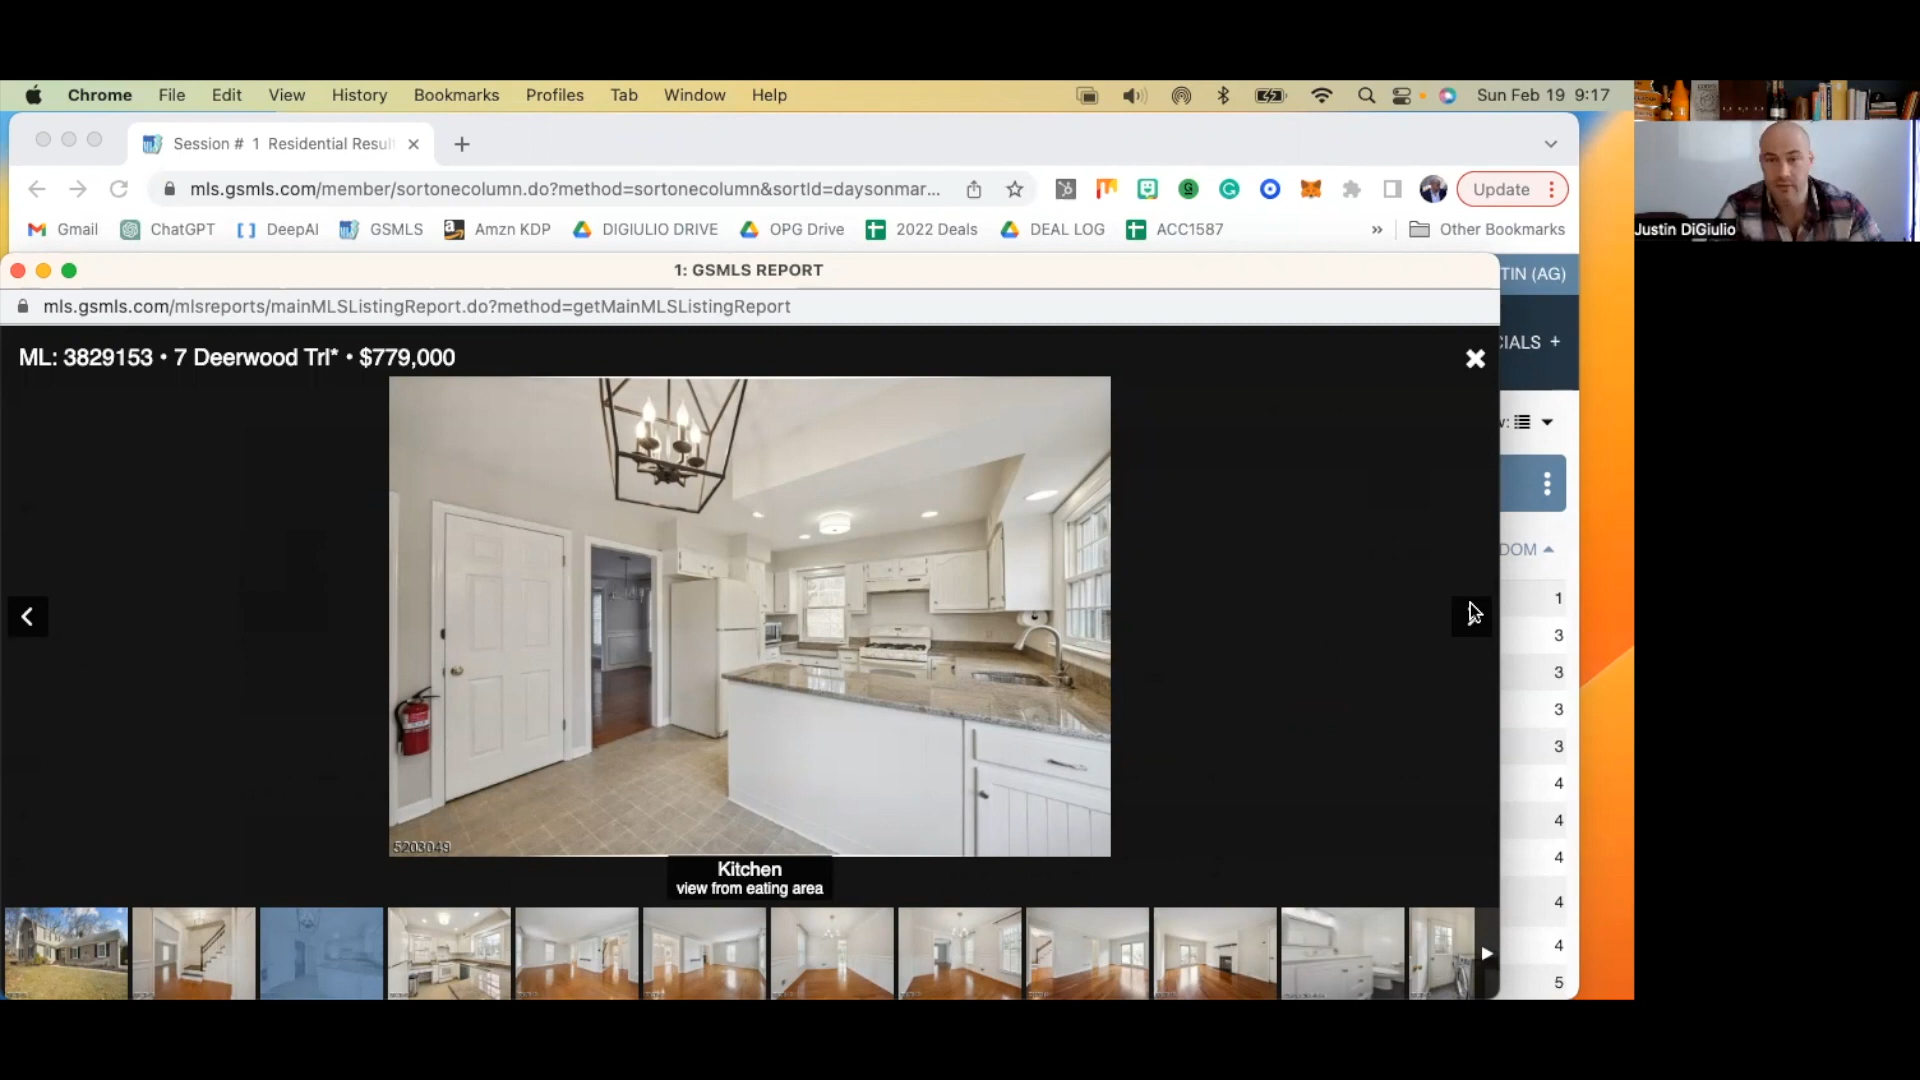 Chrome File Edit View History Bookmarks Profiles Tab Window Help Sun Feb 19 9:17
Session # 1 Residential Resul
mls.gsmls.com/member/sortonecolumn.do?method=sortonecolumn&sortId=daysonmar... Update
Gmail ChatGPT DeepAI GSMLS Amzn KDP DIGIULIO DRIVE OPG Drive 2022 Deals DEAL LOG ACC1587 » Other Bookmarks
Justin DiGiulio
1: GSMLS REPORT
TIN (AG)
mls.gsmls.com/mlsreports/mainMLSListingReport.do?method=getMainMLSListingReport
CIALS +
ML: 3829153 • 7 Deerwood Trl* • $779,000
DOM
1
3
3
3
3
4
4
4
4
4
5
5203049
Kitchen
view from eating area